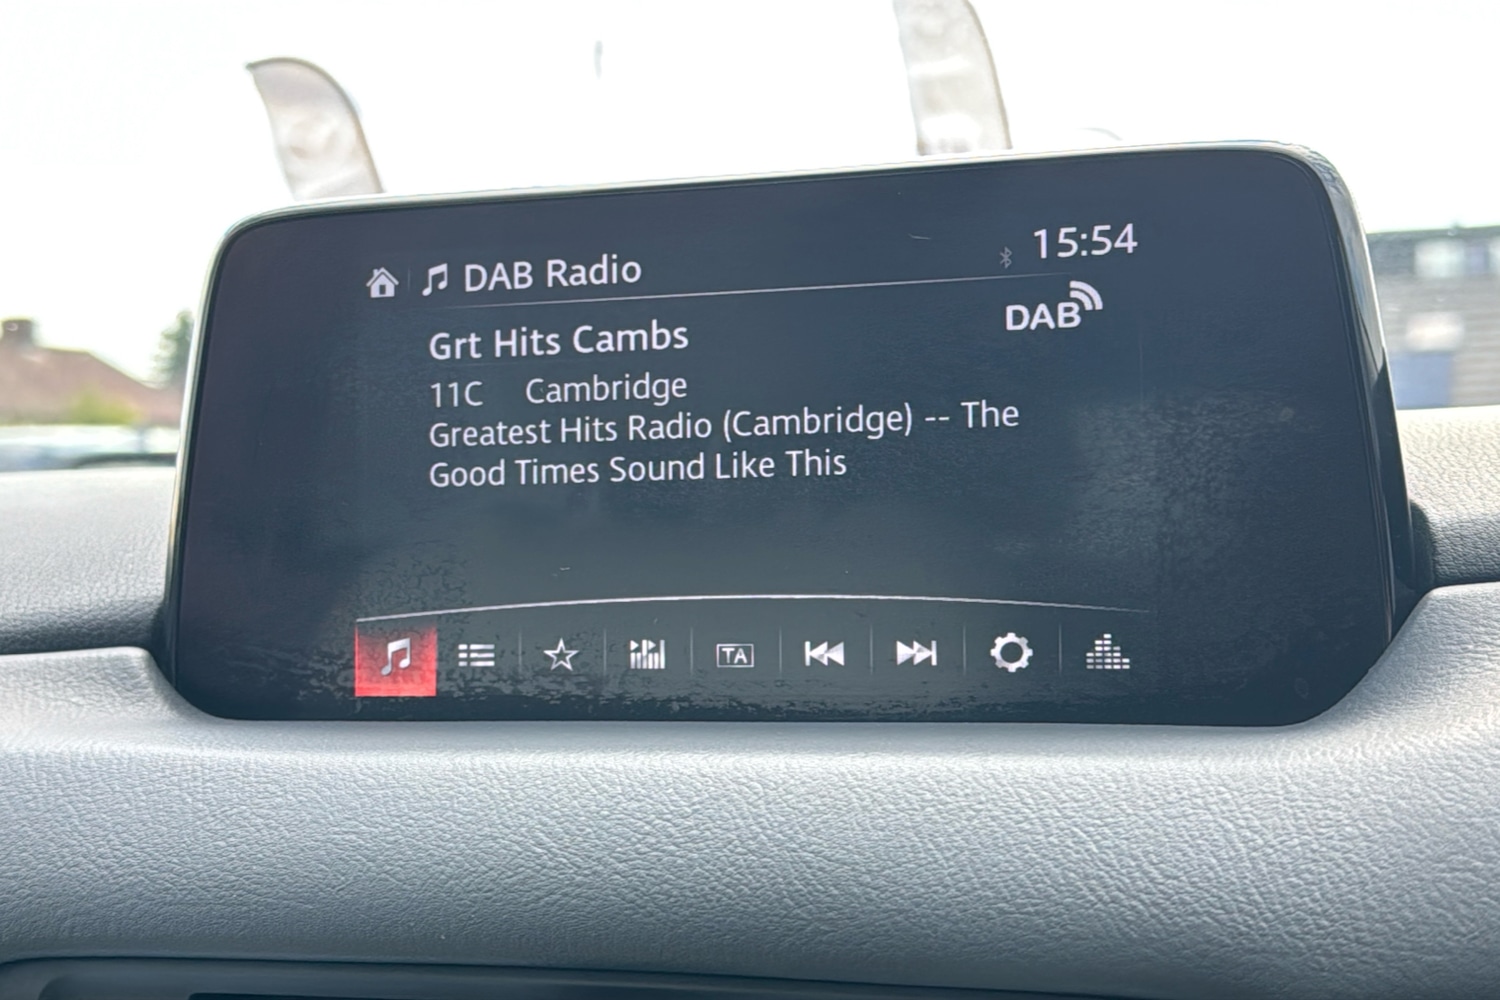 DAB Radio 15:54
Grt Hits Cambs DAB
11C Cambridge
Greatest Hits Radio (Cambridge) -- The
Good Times Sound Like This
TA